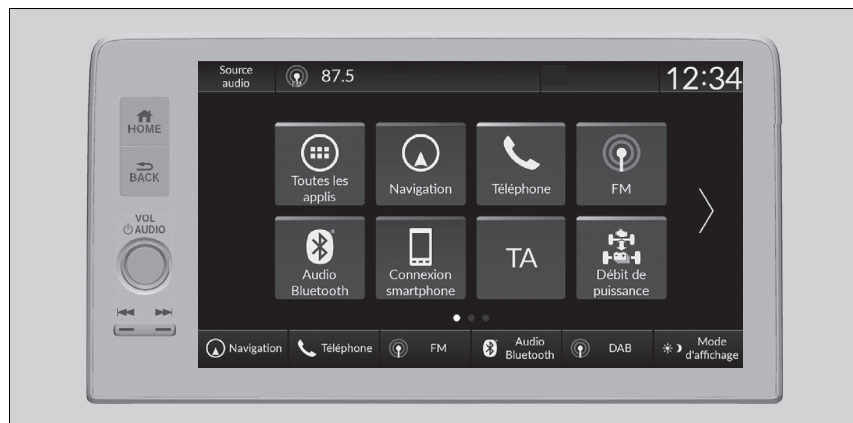 Source
audio
87.5
12:34
HOME
BACK
VOL
AUDIO
Toutes les
applis
Navigation
Téléphone
FM
Audio
Bluetooth
Connexion
smartphone
TA
Débit de
puissance
Navigation
Téléphone
FM
Audio
Bluetooth
DAB
Mode
d'affichage